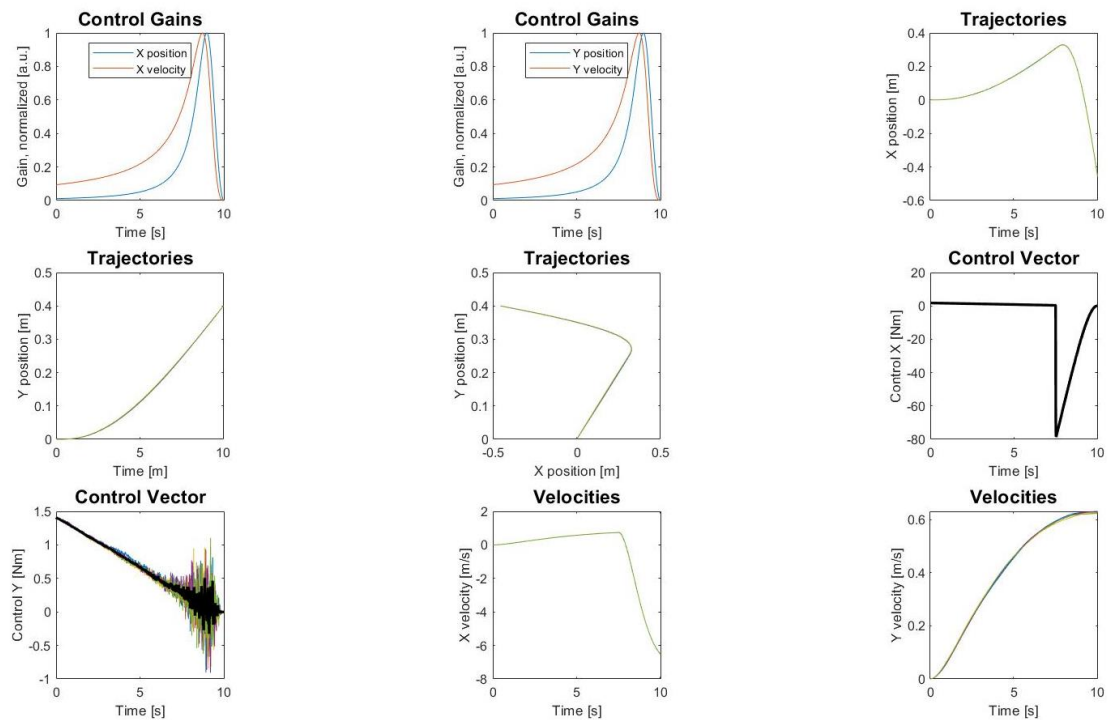 Control Gains
Gain, normalized [a.u.]
1
0.8
0.6
0.4
0.2
0
X position
X velocity
0
5
10
Time [s]
Control Gains
Gain, normalized [a.u.]
1
0.8
0.6
0.4
0.2
0
Y position
Y velocity
0
5
10
Time [s]
Trajectories
X position [m]
0.4
0.2
0
-0.2
-0.4
-0.6
0
5
10
Time [s]
Trajectories
Y position [m]
0.5
0.4
0.3
0.2
0.1
0
0
5
10
Time [m]
Trajectories
Y position [m]
0.5
0.4
0.3
0.2
0.1
0
-0.5
0
0.5
X position [m]
Control Vector
Control X [Nm]
20
0
-20
-40
-60
-80
0
5
10
Time [s]
Control Vector
Control Y [Nm]
1.5
1
0.5
0
-0.5
-1
0
5
10
Time [s]
Velocities
X velocity [m/s]
2
0
-2
-4
-6
-8
0
5
10
Time [s]
Velocities
Y velocity [m/s]
0.6
0.4
0.2
0
0
5
10
Time [s]